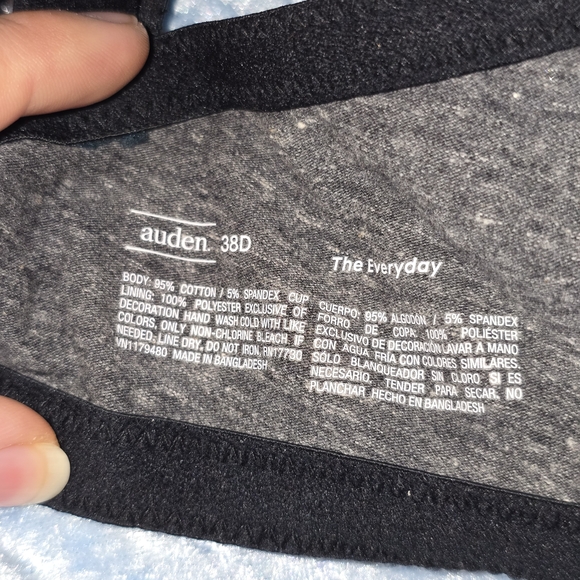 auden. 38D
The Everyday
BODY: 95% COTTON / 5% SPANDEX CUP
LINING: 100% POLYESTER EXCLUSIVE OF
DECORATION HAND WASH COLD WITH LIKE
COLORS, ONLY NON-CHLORINE BLEACH IF
NEEDED: LINE DRY, DO NOT IRON, RN17730
VN1179480 MADE IN BANGLADESH
CUERPO: 95% ALGODÓN / 5% SPANDEX
FORRO DE COPA: 100% POLIÉSTER
EXCLUSIVO DE DECORACIÓN LAVAR A MANO
CON AGUA FRÍA CON COLORES SIMILARES.
SÓLO BLANQUEADOR SIN CLORO SI ES
NECESARIO. TENDER PARA SECAR. NO
PLANCHAR HECHO EN BANGLADESH